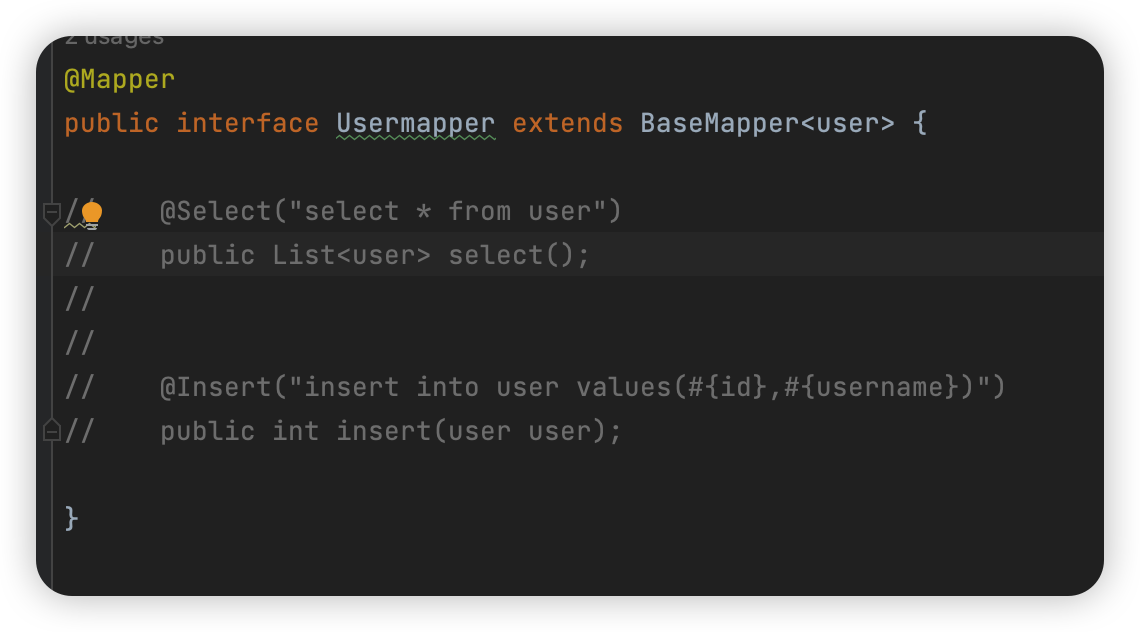 2 usages
@Mapper
public interface Usermapper extends BaseMapper<user> {
//     @Select("select * from user")
//     public List<user> select();
//
//
//     @Insert("insert into user values(#{id},#{username})")
//     public int insert(user user);
}